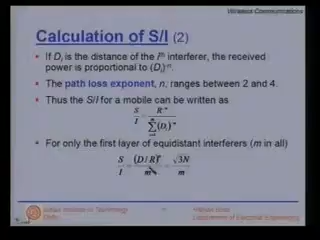 Wireless Communications
Calculation of S/I (2)
If Dᵢ is the distance of the iᵗʰ interferer, the received
power is proportional to (Dᵢ)⁻ⁿ.
The path loss exponent, n, ranges between 2 and 4.
Thus the S/I for a mobile can be written as
S/I = R⁻ⁿ / Σ (Dᵢ)⁻ⁿ
For only the first layer of equidistant interferers (m in all)
S/I = (D/R)ⁿ/m = √3N/m
Indian Institute of Technology
Delhi
Department of Electrical Engineering